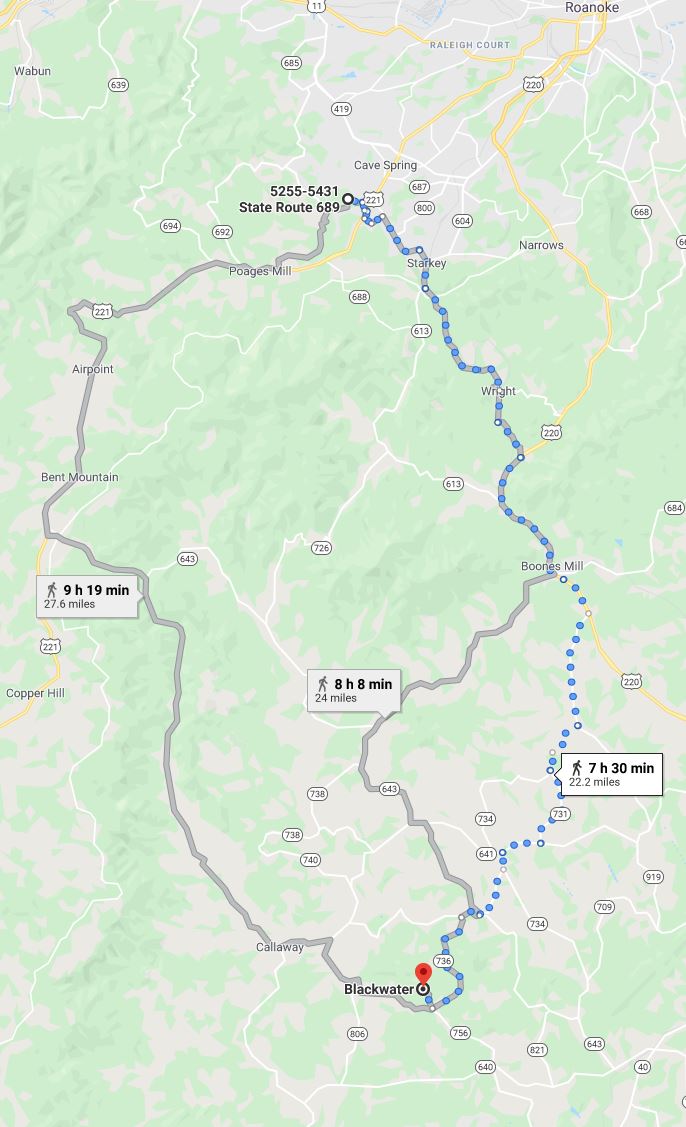 11
Roanoke
RALEIGH COURT
685
Wabun
639
220
419
Cave Spring
5255-5431
State Route 689
221
687
800
668
694
692
604
Narrows
Poages Mill
Starkey
688
221
613
Airpoint
Wright
220
Bent Mountain
613
684
726
643
Boones Mill
9 h 19 min
27.6 miles
221
8 h 8 min
24 miles
220
Copper Hill
7 h 30 min
22.2 miles
643
738
734
731
738
641
740
919
709
734
Callaway
736
Blackwater
806
756
643
821
640
40